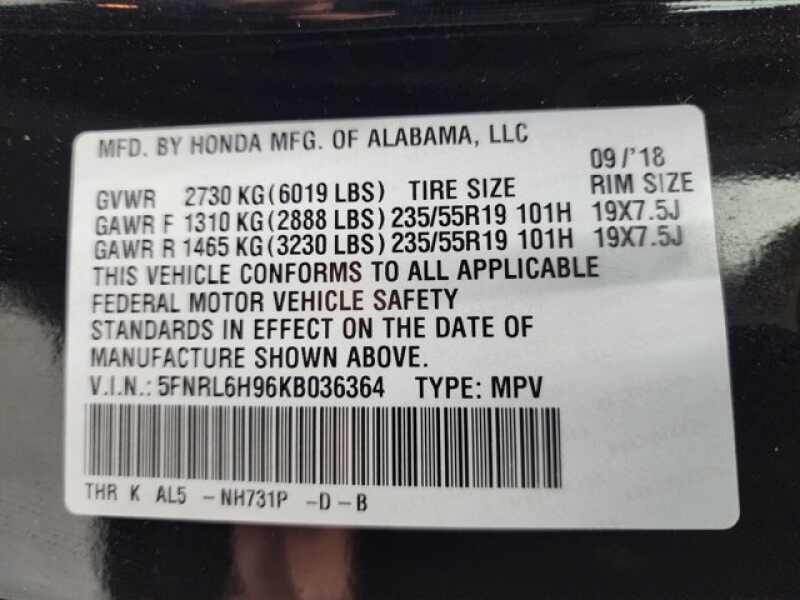 MFD. BY HONDA MFG. OF ALABAMA, LLC 09/'18
GVWR 2730 KG(6019 LBS) TIRE SIZE RIM SIZE
GAWR F 1310 KG(2888 LBS) 235/55R19 101H 19X7.5J
GAWR R 1465 KG(3230 LBS) 235/55R19 101H 19X7.5J
THIS VEHICLE CONFORMS TO ALL APPLICABLE
FEDERAL MOTOR VEHICLE SAFETY
STANDARDS IN EFFECT ON THE DATE OF
MANUFACTURE SHOWN ABOVE.
V.I.N.: 5FNRL6H96KB036364 TYPE: MPV
THR K AL5 -NH731P -D-B